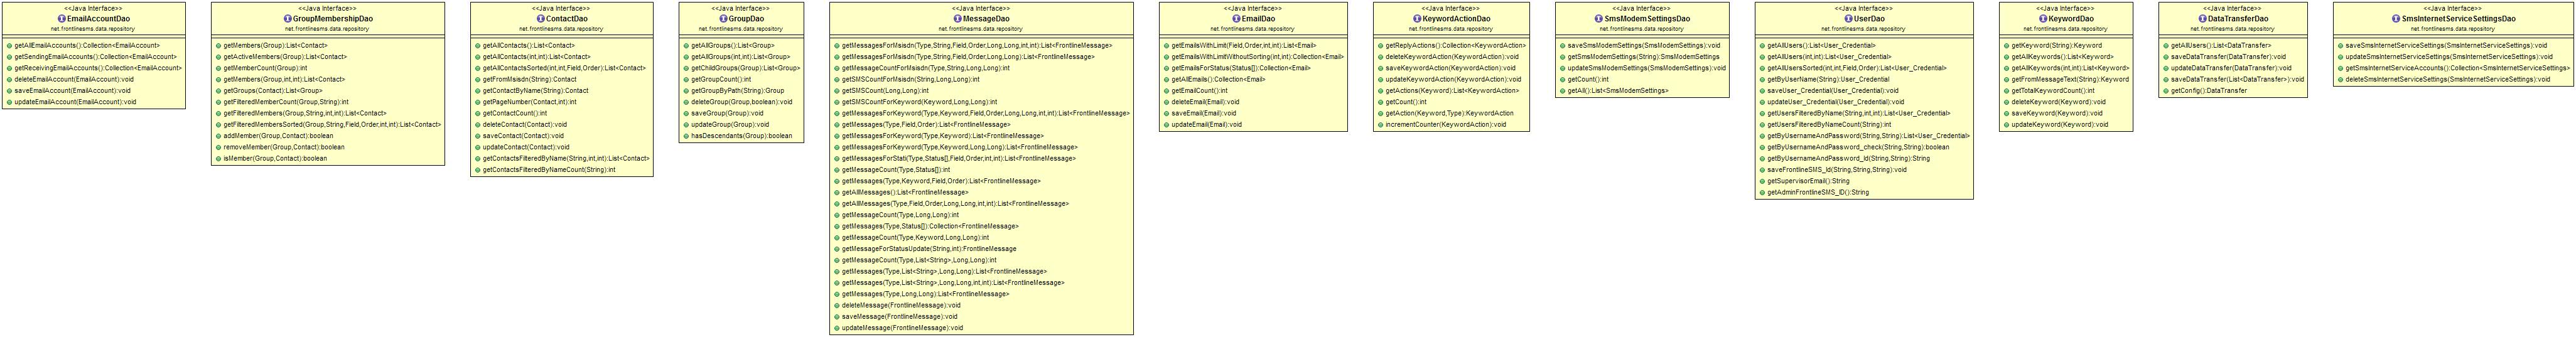 <<Java Interface>>
EmailAccountDao
net.frontlinesms.data.repository
getAllEmailAccounts():Collection<EmailAccount>
getSendingEmailAccounts():Collection<EmailAccount>
getReceivingEmailAccounts():Collection<EmailAccount>
deleteEmailAccount(EmailAccount):void
saveEmailAccount(EmailAccount):void
updateEmailAccount(EmailAccount):void
<<Java Interface>>
GroupMembershipDao
net.frontlinesms.data.repository
getMembers(Group):List<Contact>
getActiveMembers(Group):List<Contact>
getMemberCount(Group):int
getMembers(Group,int,int):List<Contact>
getGroups(Contact):List<Group>
getFilteredMemberCount(Group,String):int
getFilteredMembers(Group,String,int,int):List<Contact>
getFilteredMembersSorted(Group,String,Field,Order,int,int):List<Contact>
addMember(Group,Contact):boolean
removeMember(Group,Contact):boolean
isMember(Group,Contact):boolean
<<Java Interface>>
ContactDao
net.frontlinesms.data.repository
getAllContacts():List<Contact>
getAllContacts(int,int):List<Contact>
getAllContactsSorted(int,int,Field,Order):List<Contact>
getFromMsisdn(String):Contact
getContactByName(String):Contact
getPageNumber(Contact,int):int
getContactCount():int
deleteContact(Contact):void
saveContact(Contact):void
updateContact(Contact):void
getContactsFilteredByName(String,int,int):List<Contact>
getContactsFilteredByNameCount(String):int
<<Java Interface>>
GroupDao
net.frontlinesms.data.repository
getAllGroups():List<Group>
getAllGroups(int,int):List<Group>
getChildGroups(Group):List<Group>
getGroupCount():int
getGroupByPath(String):Group
deleteGroup(Group,boolean):void
saveGroup(Group):void
updateGroup(Group):void
hasDescendants(Group):boolean
<<Java Interface>>
MessageDao
net.frontlinesms.data.repository
getMessagesForMsisdn(Type,String,Field,Order,Long,Long,int,int):List<FrontlineMessage>
getMessagesForMsisdn(Type,String,Field,Order,Long,Long):List<FrontlineMessage>
getMessageCountForMsisdn(Type,String,Long,Long):int
getSMSCountForMsisdn(String,Long,Long):int
getSMSCount(Long,Long):int
getSMSCountForKeyword(Keyword,Long,Long):int
getMessagesForKeyword(Type,Keyword,Field,Order,Long,Long,int,int):List<FrontlineMessage>
getMessages(Type,Field,Order):List<FrontlineMessage>
getMessagesForKeyword(Type,Keyword):List<FrontlineMessage>
getMessagesForKeyword(Type,Keyword,Long,Long):List<FrontlineMessage>
getMessagesForStati(Type,Status[],Field,Order,int,int):List<FrontlineMessage>
getMessageCount(Type,Status[]):int
getMessages(Type,Keyword,Field,Order):List<FrontlineMessage>
getAllMessages():List<FrontlineMessage>
getAllMessages(Type,Field,Order,Long,Long,int,int):List<FrontlineMessage>
getMessageCount(Type,Long,Long):int
getMessages(Type,Status[]):Collection<FrontlineMessage>
getMessageCount(Type,Keyword,Long,Long):int
getMessageForStatusUpdate(String,int):FrontlineMessage
getMessageCount(Type,List<String>,Long,Long):int
getMessages(Type,List<String>,Long,Long):List<FrontlineMessage>
getMessages(Type,List<String>,Long,Long,int,int):List<FrontlineMessage>
getMessages(Type,Long,Long):List<FrontlineMessage>
deleteMessage(FrontlineMessage):void
saveMessage(FrontlineMessage):void
updateMessage(FrontlineMessage):void
<<Java Interface>>
EmailDao
net.frontlinesms.data.repository
getEmailsWithLimit(Field,Order,int,int):List<Email>
getEmailsWithLimitWithoutSorting(int,int):Collection<Email>
getEmailsForStatus(Status[]):Collection<Email>
getAllEmails():Collection<Email>
getEmailCount():int
deleteEmail(Email):void
saveEmail(Email):void
updateEmail(Email):void
<<Java Interface>>
KeywordActionDao
net.frontlinesms.data.repository
getReplyActions():Collection<KeywordAction>
deleteKeywordAction(KeywordAction):void
saveKeywordAction(KeywordAction):void
updateKeywordAction(KeywordAction):void
getActions(Keyword):List<KeywordAction>
getCount():int
getAction(Keyword,Type):KeywordAction
incrementCounter(KeywordAction):void
<<Java Interface>>
SmsModemSettingsDao
net.frontlinesms.data.repository
saveSmsModemSettings(SmsModemSettings):void
getSmsModemSettings(String):SmsModemSettings
updateSmsModemSettings(SmsModemSettings):void
getCount():int
getAll():List<SmsModemSettings>
<<Java Interface>>
UserDao
net.frontlinesms.data.repository
getAllUsers():List<User_Credential>
getAllUsers(int,int):List<User_Credential>
getAllUsersSorted(int,int,Field,Order):List<User_Credential>
getByUserName(String):User_Credential
saveUser_Credential(User_Credential):void
updateUser_Credential(User_Credential):void
getUsersFilteredByName(String,int,int):List<User_Credential>
getUsersFilteredByNameCount(String):int
getByUsernameAndPassword(String,String):List<User_Credential>
getByUsernameAndPassword_check(String,String):boolean
getByUsernameAndPassword_Id(String,String):String
saveFrontlineSMS_Id(String,String,String):void
getSupervisorEmail():String
getAdminFrontlineSMS_ID():String
<<Java Interface>>
KeywordDao
net.frontlinesms.data.repository
getKeyword(String):Keyword
getAllKeywords():List<Keyword>
getAllKeywords(int,int):List<Keyword>
getFromMessageText(String):Keyword
getTotalKeywordCount():int
deleteKeyword(Keyword):void
saveKeyword(Keyword):void
updateKeyword(Keyword):void
<<Java Interface>>
DataTransferDao
net.frontlinesms.data.repository
getAllUsers():List<DataTransfer>
saveDataTransfer(DataTransfer):void
updateDataTransfer(DataTransfer):void
saveDataTransfer(List<DataTransfer>):void
getConfig():DataTransfer
<<Java Interface>>
SmsInternetServiceSettingsDao
net.frontlinesms.data.repository
saveSmsInternetServiceSettings(SmsInternetServiceSettings):void
updateSmsInternetServiceSettings(SmsInternetServiceSettings):void
getSmsInternetServiceAccounts():Collection<SmsInternetServiceSettings>
deleteSmsInternetServiceSettings(SmsInternetServiceSettings):void